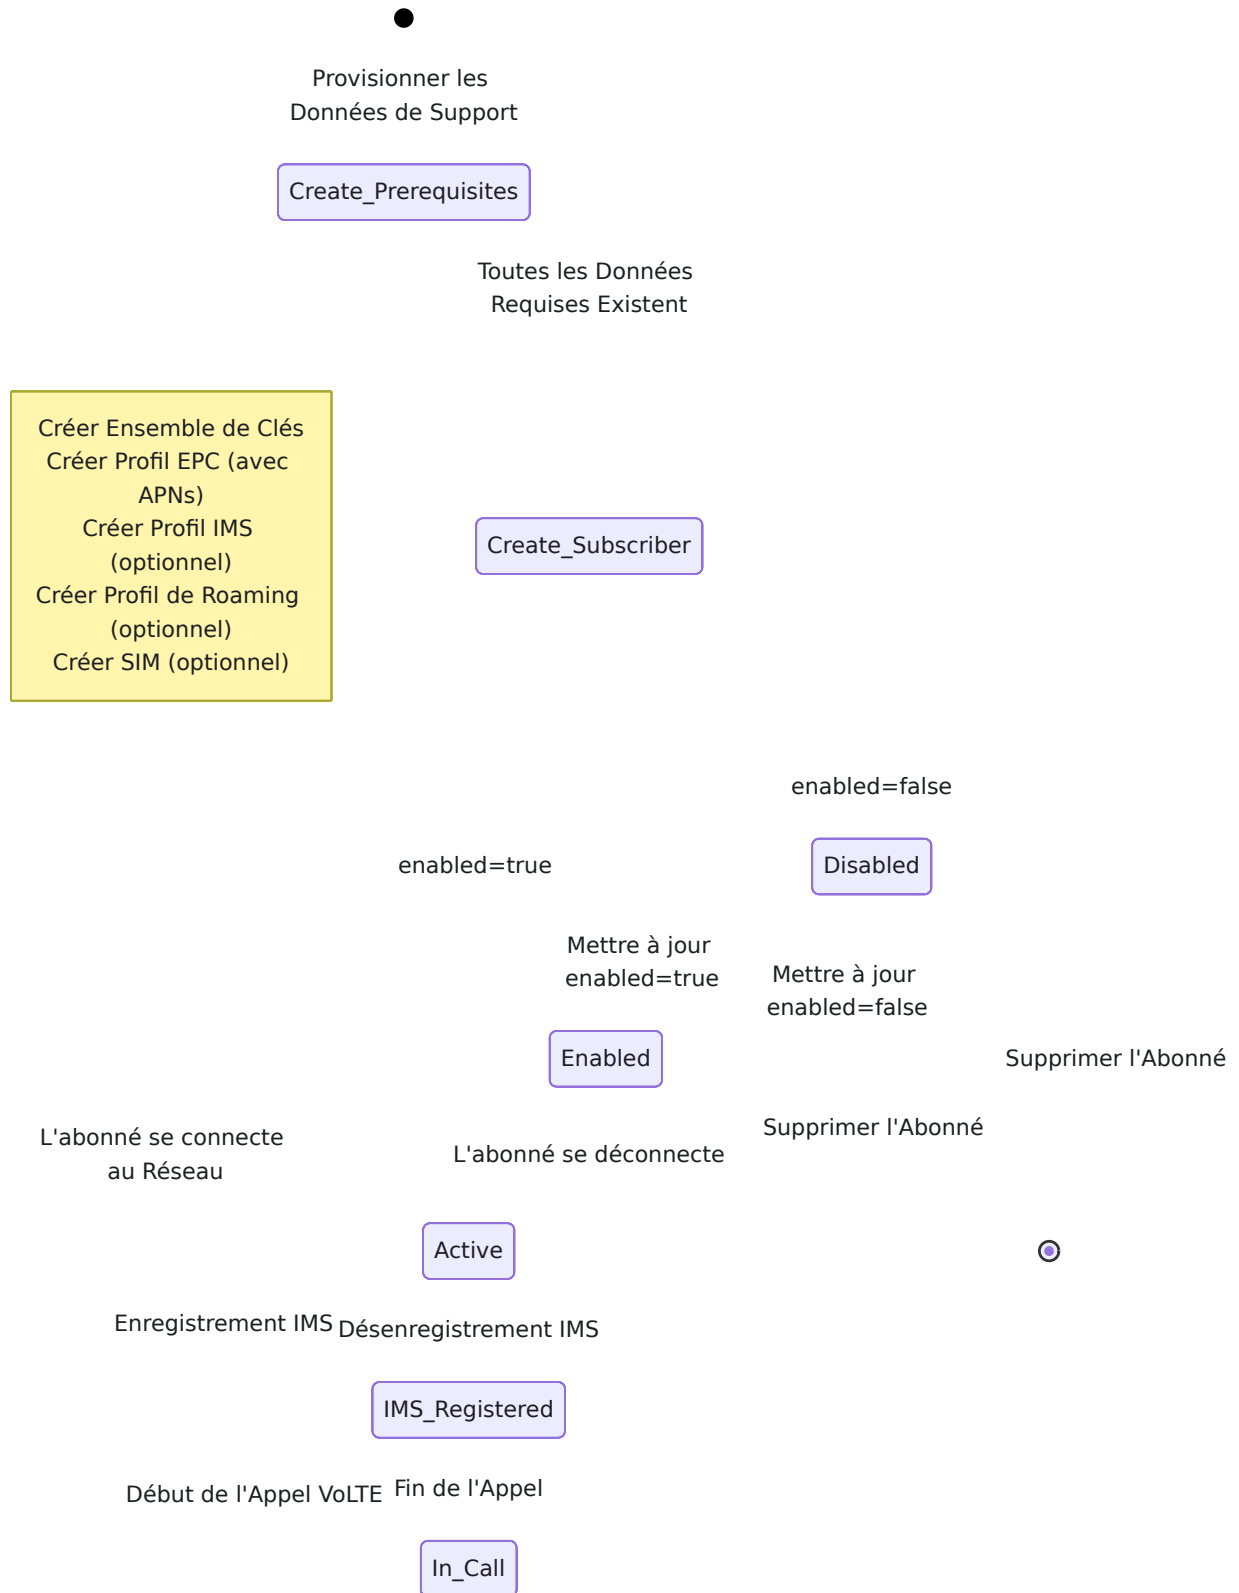 Provisionner les
Données de Support
Create_Prerequisites
Toutes les Données
Requises Existent
Créer Ensemble de Clés
Créer Profil EPC (avec
APNs)
Créer Profil IMS
(optionnel)
Créer Profil de Roaming
(optionnel)
Créer SIM (optionnel)
Create_Subscriber
enabled=false
enabled=true
Disabled
Mettre à jour
enabled=true
Mettre à jour
enabled=false
Enabled
Supprimer l'Abonné
Supprimer l'Abonné
L'abonné se connecte
au Réseau
L'abonné se déconnecte
Active
Enregistrement IMS
Désenregistrement IMS
IMS_Registered
Début de l'Appel VoLTE
Fin de l'Appel
In_Call